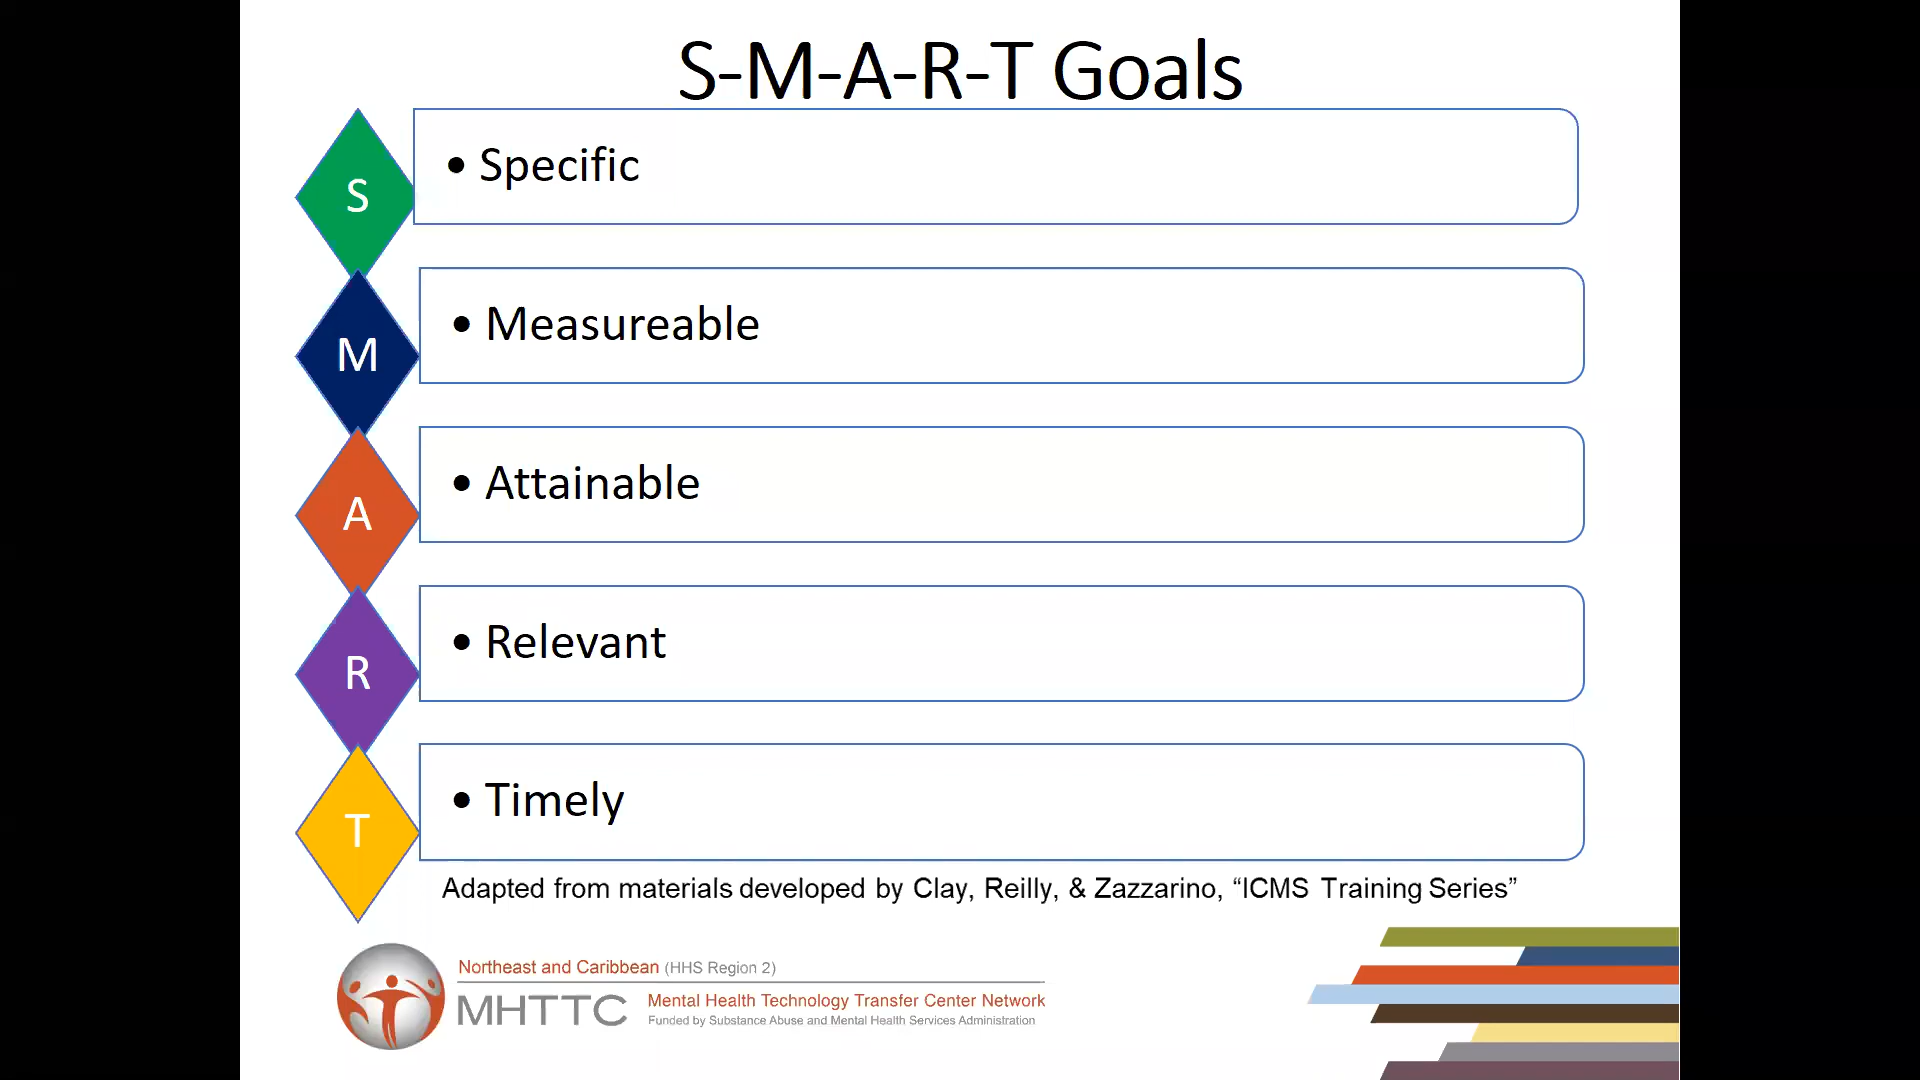 S-M-A-R-T Goals
S
• Specific
M
• Measureable
A
• Attainable
R
• Relevant
T
• Timely
Adapted from materials developed by Clay, Reilly, & Zazzarino, “ICMS Training Series”
Northeast and Caribbean (HHS Region 2)
MHTTC
Mental Health Technology Transfer Center Network
Funded by Substance Abuse and Mental Health Services Administration